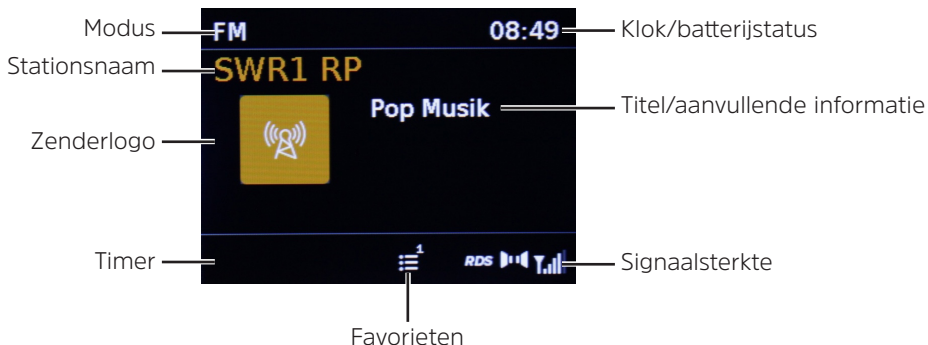 Modus FM 08:49 Klok/batterijstatus
Stationsnaam SWR1 RP
Pop Musik Titel/aanvullende informatie
Zenderlogo
Timer 1 RDS Signaalsterkte
Favorieten